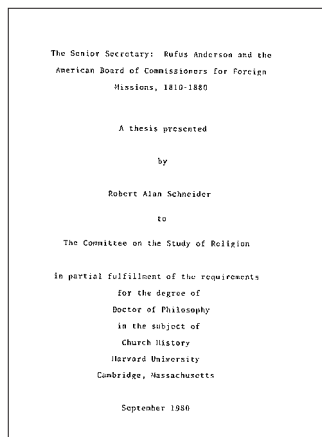 The Senior Secretary: Rufus Anderson and the
American Board of Commissioners for Foreign
Missions, 1810-1880
A thesis presented
by
Robert Alan Schneider
to
The Committee on the Study of Religion
in partial fulfillment of the requirements
for the degree of
Doctor of Philosophy
in the subject of
Church History
Harvard University
Cambridge, Massachusetts
September 1980